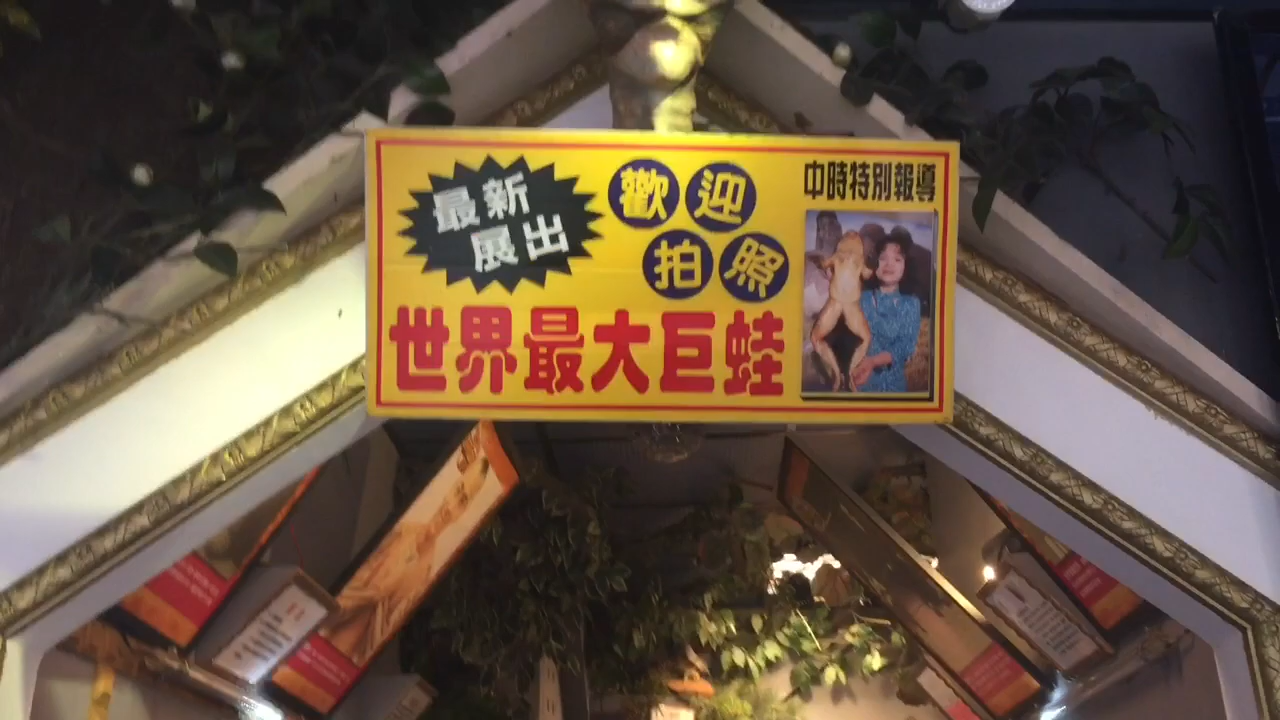 最新
展出
歡迎
拍照
世界最大巨蛙
中時特別報導